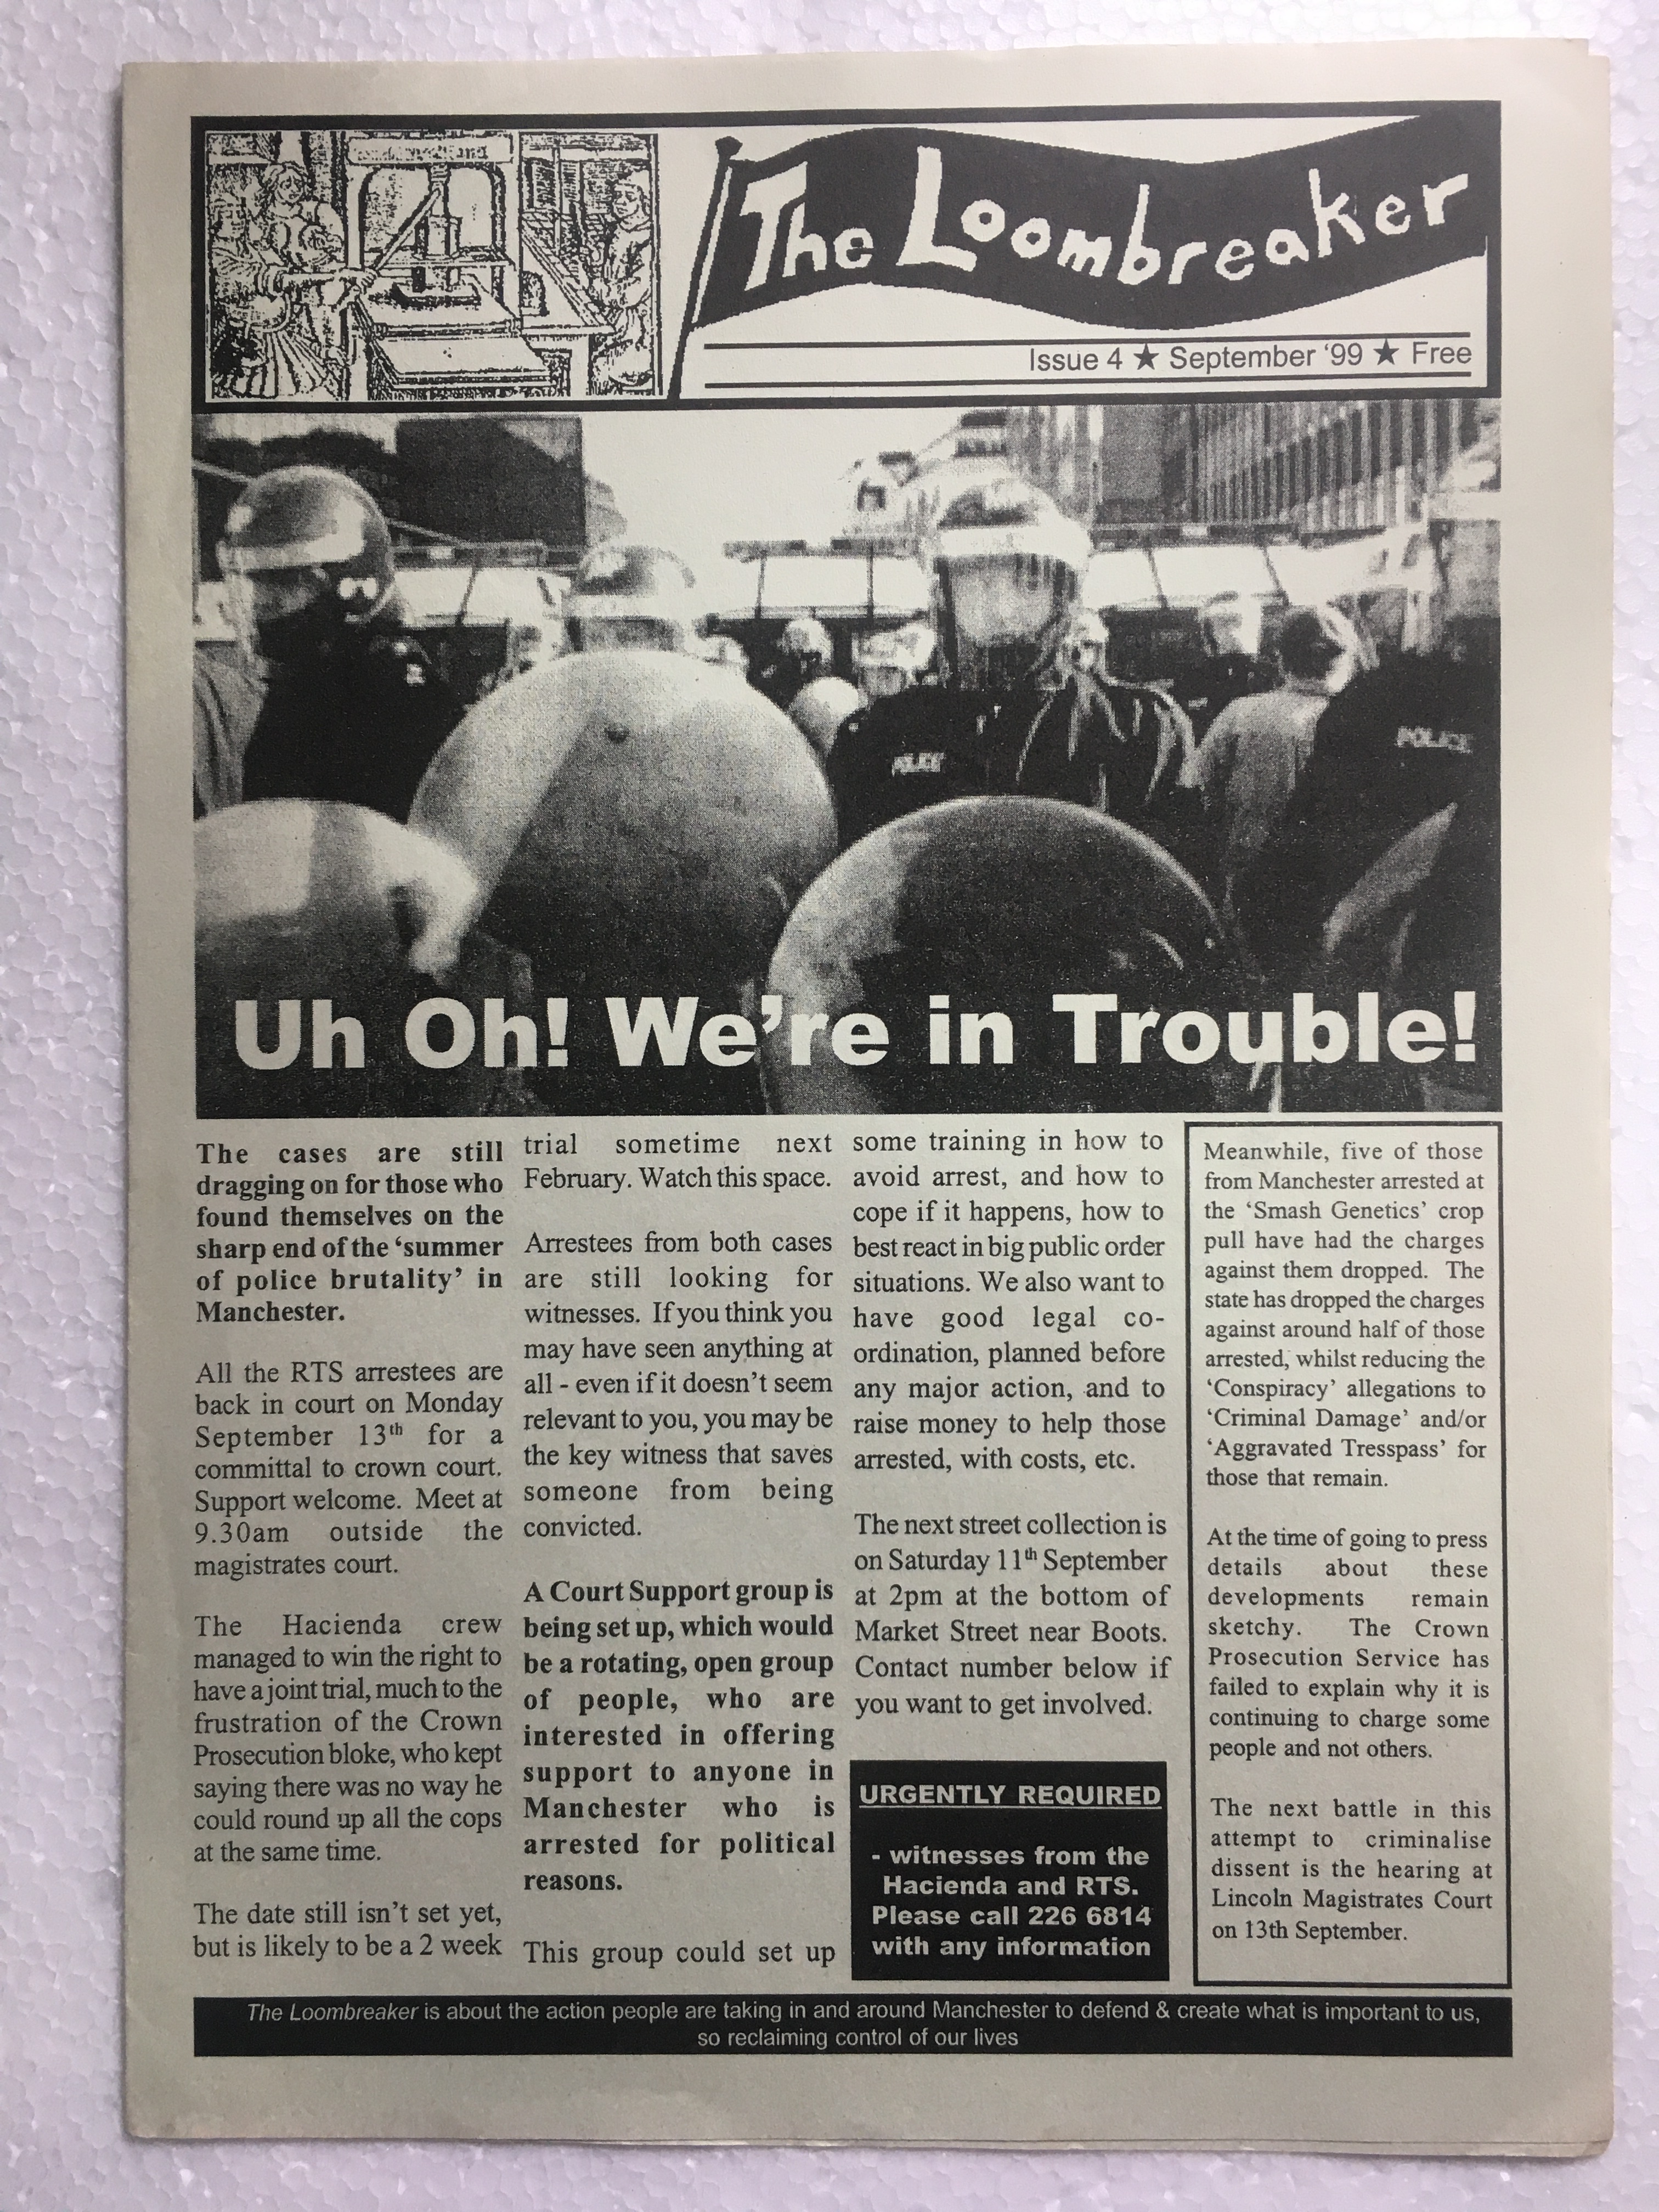 The Loombreaker
Issue 4 ★ September ‘99 ★ Free
POLICE
POLICE
Uh Oh! We’re in Trouble!
The cases are still
dragging on for those who
found themselves on the
sharp end of the ‘summer
of police brutality’ in
Manchester.
All the RTS arrestees are
back in court on Monday
September 13th for a
committal to crown court.
Support welcome. Meet at
9.30am outside the
magistrates court.
The Hacienda crew
managed to win the right to
have a joint trial, much to the
frustration of the Crown
Prosecution bloke, who kept
saying there was no way he
could round up all the cops
at the same time.
The date still isn’t set yet,
but is likely to be a 2 week
trial sometime next
February. Watch this space.
Arrestees from both cases
are still looking for
witnesses. If you think you
may have seen anything at
all - even if it doesn’t seem
relevant to you, you may be
the key witness that saves
someone from being
convicted.
A Court Support group is
being set up, which would
be a rotating, open group
of people, who are
interested in offering
support to anyone in
Manchester who is
arrested for political
reasons.
This group could set up
some training in how to
avoid arrest, and how to
cope if it happens, how to
best react in big public order
situations. We also want to
have good legal co-
ordination, planned before
any major action, and to
raise money to help those
arrested, with costs, etc.
The next street collection is
on Saturday 11th September
at 2pm at the bottom of
Market Street near Boots.
Contact number below if
you want to get involved.
URGENTLY REQUIRED
- witnesses from the
Hacienda and RTS.
Please call 226 6814
with any information
Meanwhile, five of those
from Manchester arrested at
the ‘Smash Genetics’ crop
pull have had the charges
against them dropped. The
state has dropped the charges
against around half of those
arrested, whilst reducing the
‘Conspiracy’ allegations to
‘Criminal Damage’ and/or
‘Aggravated Tresspass’ for
those that remain.
At the time of going to press
details about these
developments remain
sketchy. The Crown
Prosecution Service has
failed to explain why it is
continuing to charge some
people and not others.
The next battle in this
attempt to criminalise
dissent is the hearing at
Lincoln Magistrates Court
on 13th September.
The Loombreaker is about the action people are taking in and around Manchester to defend & create what is important to us,
so reclaiming control of our lives